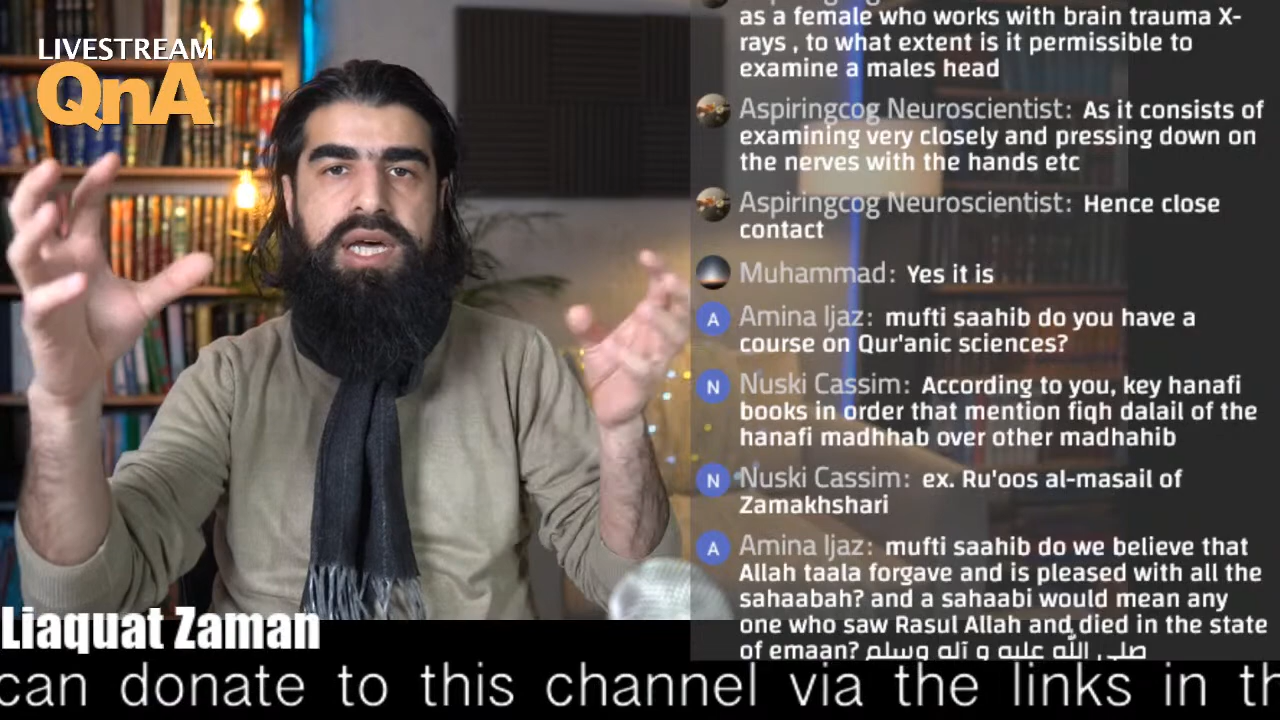 LIVESTREAM
QnA
as a female who works with brain trauma X-
rays , to what extent is it permissible to
examine a males head
Aspiringcog Neuroscientist: As it consists of
examining very closely and pressing down on
the nerves with the hands etc
Aspiringcog Neuroscientist: Hence close
contact
Muhammad: Yes it is
A Amina Ijaz: mufti saahib do you have a
course on Qur'anic sciences?
N Nuski Cassim: According to you, key hanafi
books in order that mention fiqh dalail of the
hanafi madhhab over other madhahib
N Nuski Cassim: ex. Ru'oos al-masail of
Zamakhshari
A Amina Ijaz: mufti saahib do we believe that
Allah taala forgave and is pleased with all the
sahaabah? and a sahaabi would mean any
one who saw Rasul Allah and died in the state
of emaan? صلى الله عليه و آله وسلم
Liaquat Zaman
can donate to this channel via the links in th